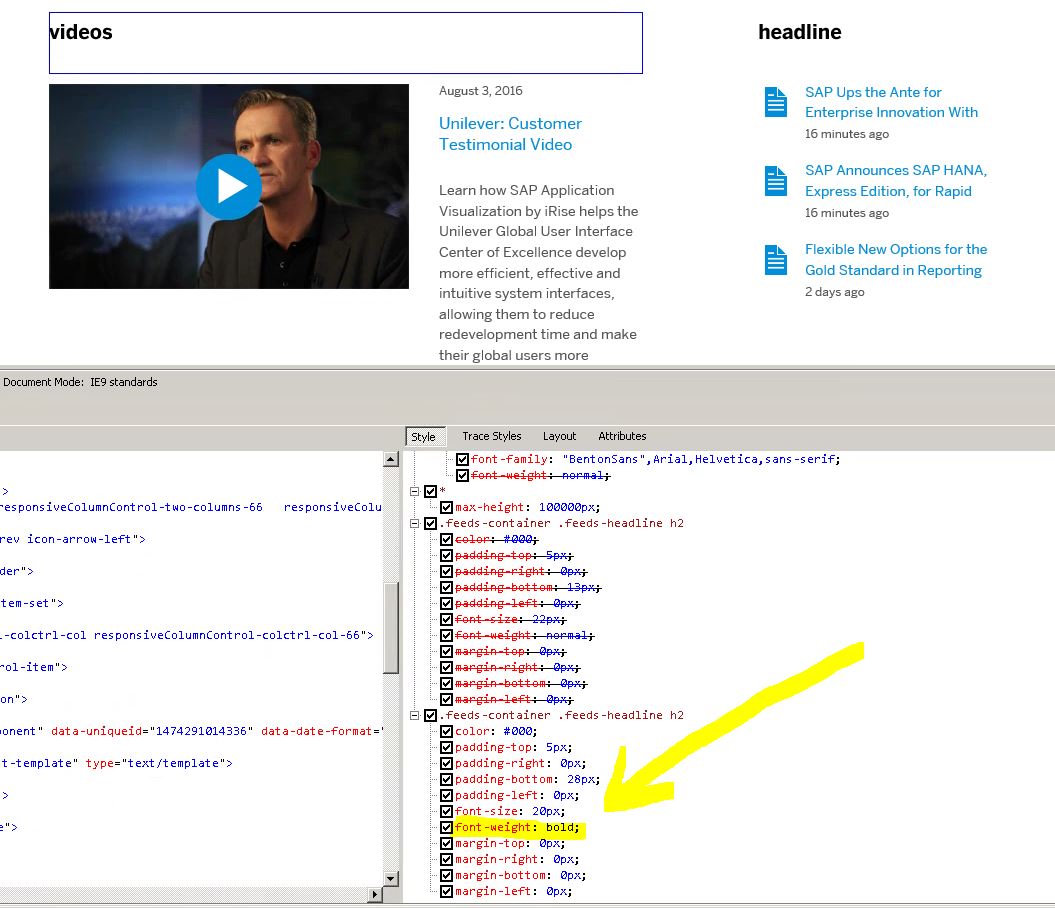 videos
headline
August 3, 2016
Unilever: Customer
Testimonial Video
Learn how SAP Application
Visualization by iRise helps the
Unilever Global User Interface
Center of Excellence develop
more efficient, effective and
intuitive system interfaces,
allowing them to reduce
redevelopment time and make
their global users more
SAP Ups the Ante for
Enterprise Innovation With
16 minutes ago
SAP Announces SAP HANA,
Express Edition, for Rapid
16 minutes ago
Flexible New Options for the
Gold Standard in Reporting
2 days ago
Document Mode: IE9 standards
>
responsiveColumnControl-two-columns-66 responsiveColu
rev icon-arrow-left">
der">
tem-set">
l-colctrl-col responsiveColumnControl-colctrl-col-66">
rol-item">
on">
onent" data-uniqueid="1474291014336" data-date-format="
t-template" type="text/template">
>
e">
Style Trace Styles Layout Attributes
font-family: "BentonSans",Arial,Helvetica,sans-serif;
font-weight: normal;
*
max-height: 100000px;
.feeds-container .feeds-headline h2
color: #000;
padding-top: 5px;
padding-right: 0px;
padding-bottom: 13px;
padding-left: 0px;
font-size: 22px;
font-weight: normal;
margin-top: 0px;
margin-right: 0px;
margin-bottom: 0px;
margin-left: 0px;
.feeds-container .feeds-headline h2
color: #000;
padding-top: 5px;
padding-right: 0px;
padding-bottom: 28px;
padding-left: 0px;
font-size: 20px;
font-weight: bold;
margin-top: 0px;
margin-right: 0px;
margin-bottom: 0px;
margin-left: 0px;